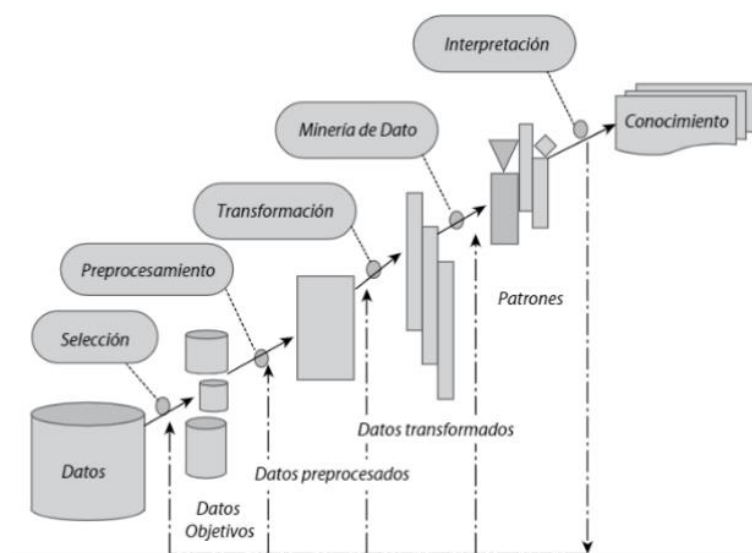 Interpretación
Conocimiento
Minería de Dato
Transformación
Preprocesamiento
Patrones
Selección
Datos transformados
Datos
Datos preprocesados
Datos
Objetivos